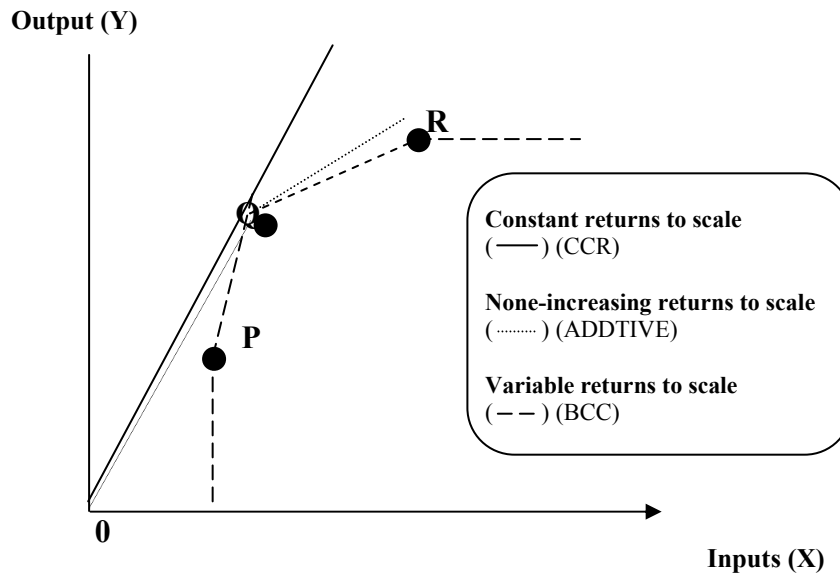 Output (Y)
R
Q
Constant returns to scale
( —— ) (CCR)
None-increasing returns to scale
( ·········· ) (ADDTIVE)
P
Variable returns to scale
( — — ) (BCC)
0
Inputs (X)